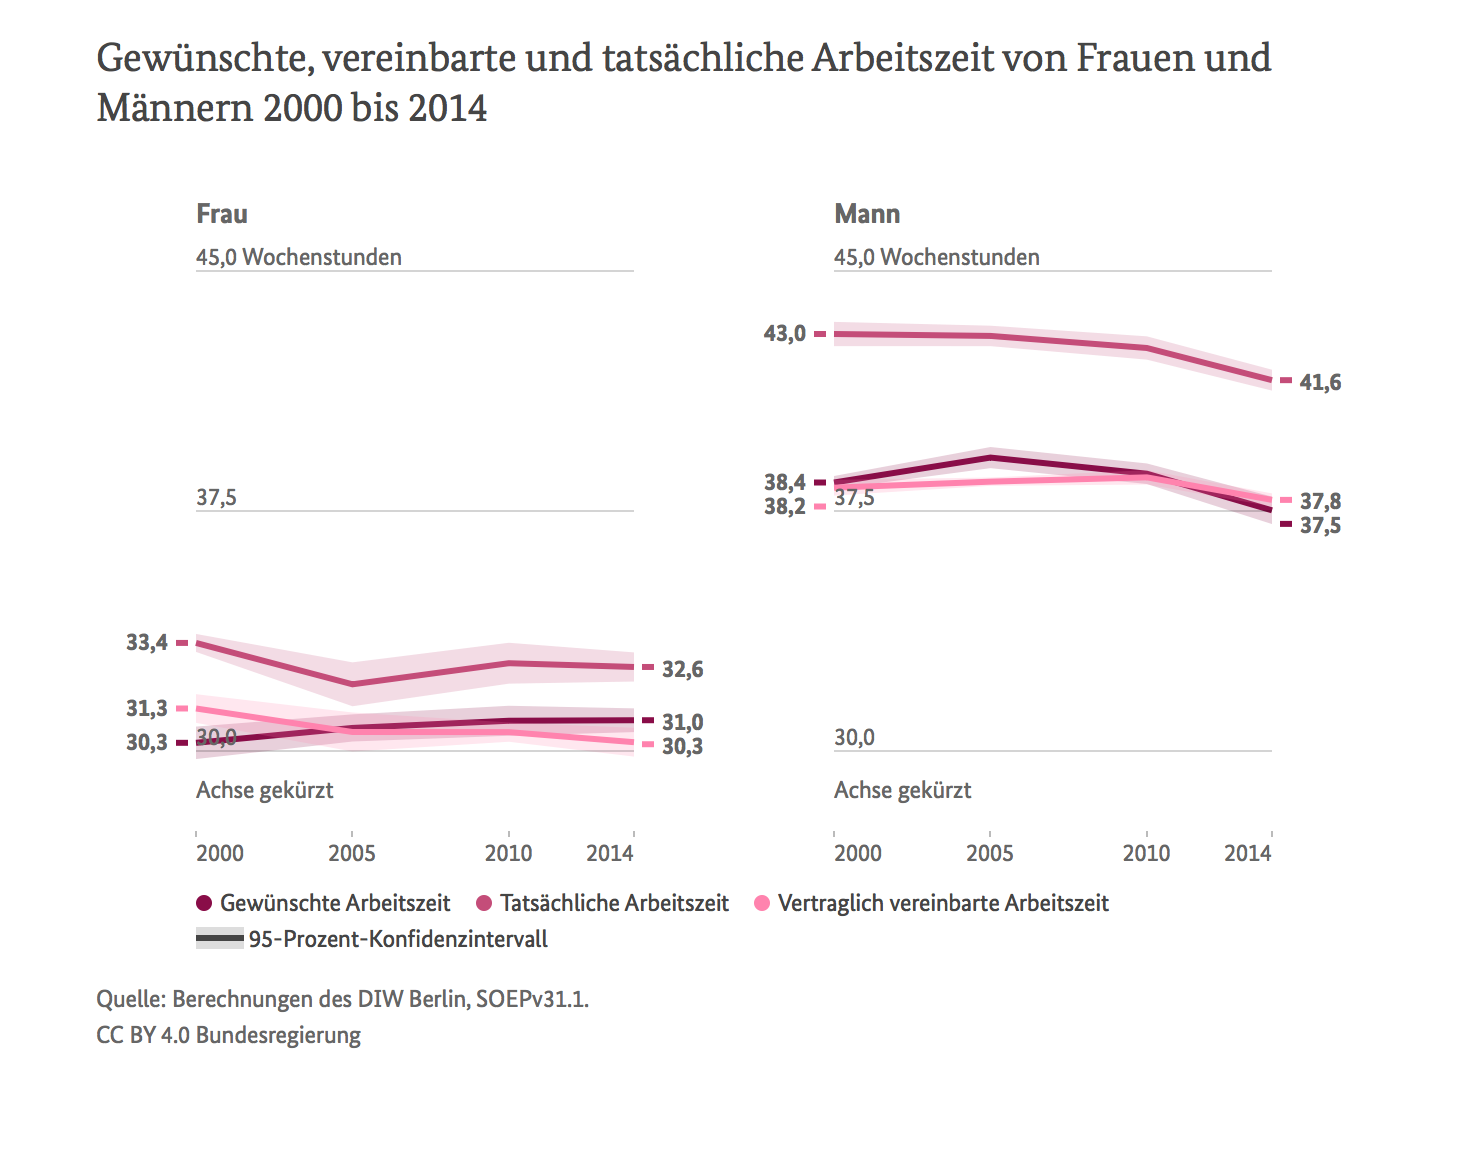 Gewünschte, vereinbarte und tatsächliche Arbeitszeit von Frauen und
Männern 2000 bis 2014
Frau
45,0 Wochenstunden
37,5
33,4
32,6
31,3
31,0
30,3
30,0
30,3
Achse gekürzt
2000 2005 2010 2014
Mann
45,0 Wochenstunden
43,0
41,6
38,4
37,5
37,8
38,2
37,5
30,0
Achse gekürzt
2000 2005 2010 2014
Gewünschte Arbeitszeit Tatsächliche Arbeitszeit Vertraglich vereinbarte Arbeitszeit
95-Prozent-Konfidenzintervall
Quelle: Berechnungen des DIW Berlin, SOEPv31.1.
CC BY 4.0 Bundesregierung